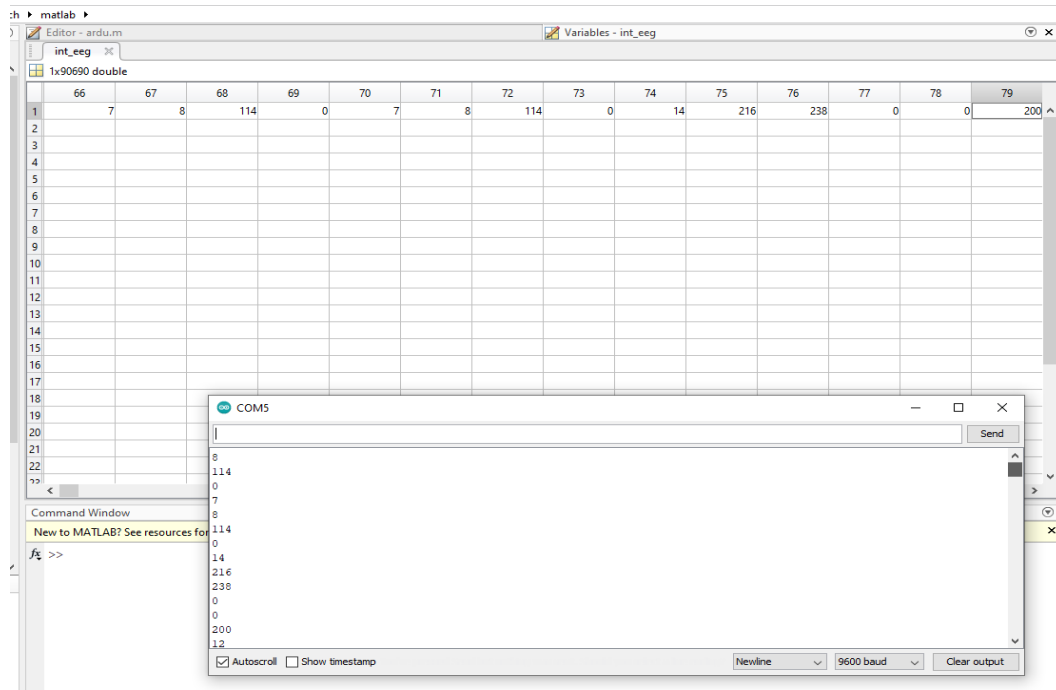 ch ▸ matlab ▸
Editor - ardu.m
Variables - int_eeg
int_eeg
1x90690 double
66 67 68 69 70 71 72 73 74 75 76 77 78 79
1 7 8 114 0 7 8 114 0 14 216 238 0 0 200
2
3
4
5
6
7
8
9
10
11
12
13
14
15
16
17
18
19
20
21
22
Command Window
New to MATLAB? See resources for
fx >>
COM5
Send
8
114
0
7
8
114
0
14
216
238
0
0
200
12
Autoscroll Show timestamp Newline 9600 baud Clear output